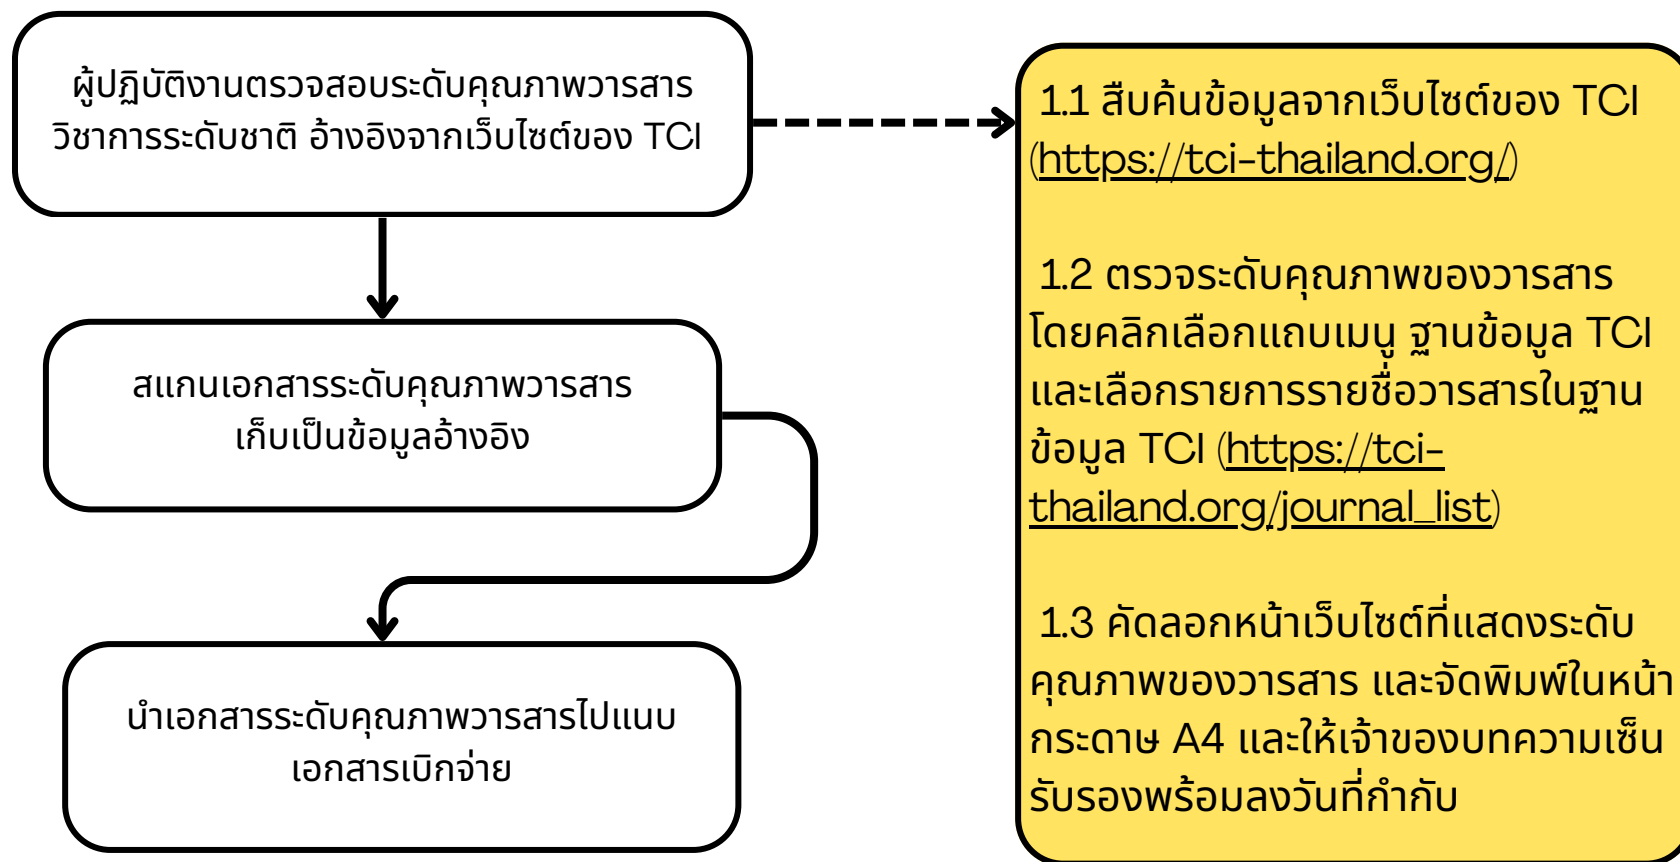 ผู้ปฏิบัติงานตรวจสอบระดับคุณภาพวารสาร
วิชาการระดับชาติ อ้างอิงจากเว็บไซต์ของ TCI
สแกนเอกสารระดับคุณภาพวารสาร
เก็บเป็นข้อมูลอ้างอิง
นำเอกสารระดับคุณภาพวารสารไปแนบ
เอกสารเบิกจ่าย
1.1 สืบค้นข้อมูลจากเว็บไซต์ของ TCI
(https://tci-thailand.org/)
1.2 ตรวจระดับคุณภาพของวารสาร
โดยคลิกเลือกแถบเมนู ฐานข้อมูล TCI
และเลือกรายการรายชื่อวารสารในฐาน
ข้อมูล TCI (https://tci-
thailand.org/journal_list)
1.3 คัดลอกหน้าเว็บไซต์ที่แสดงระดับ
คุณภาพของวารสาร และจัดพิมพ์ในหน้า
กระดาษ A4 และให้เจ้าของบทความเซ็น
รับรองพร้อมลงวันที่กำกับ